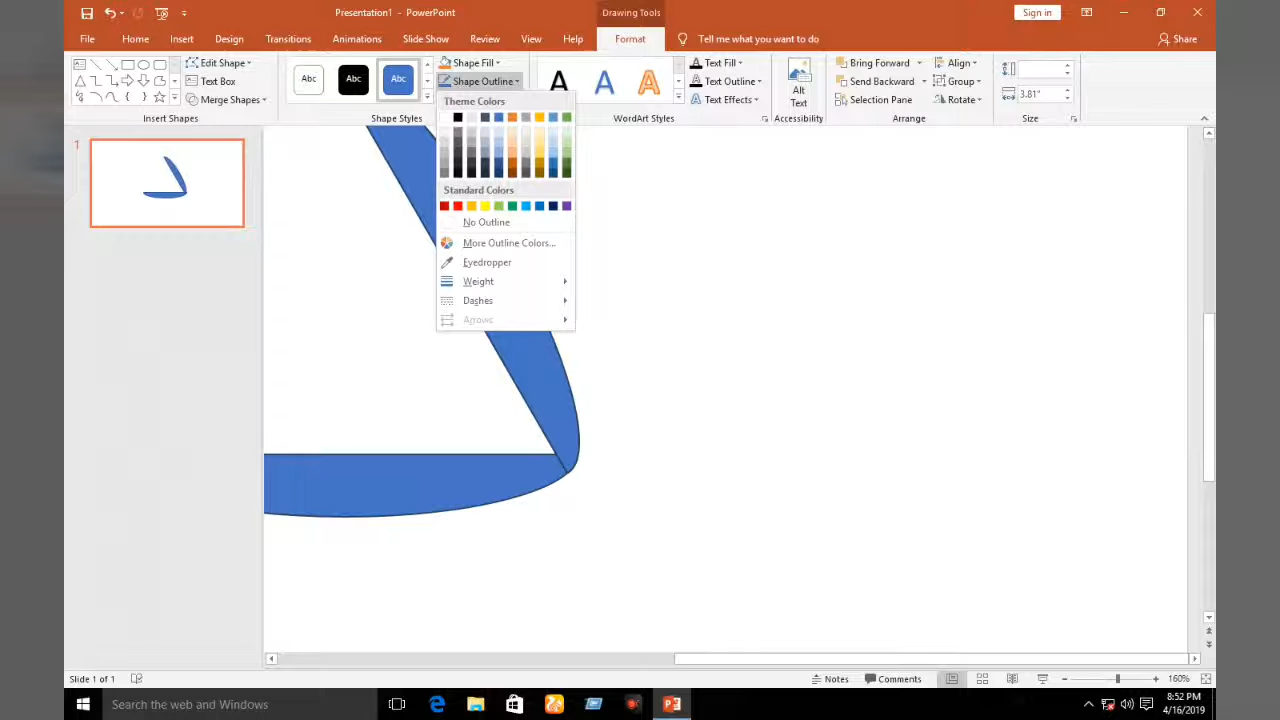 Presentation1 - PowerPoint
Drawing Tools
Sign in
File Home Insert Design Transitions Animations Slide Show Review View Help Format Tell me what you want to do Share
Edit Shape
Text Box
Merge Shapes
Insert Shapes
Abc Abc Abc
Shape Fill
Shape Outline
Shape Styles
A A A
Text Fill
Text Outline
Text Effects
WordArt Styles
Alt
Text
Accessibility
Bring Forward
Send Backward
Selection Pane
Align
Group
Rotate
Arrange
3.81"
Size
Theme Colors
Standard Colors
No Outline
More Outline Colors...
Eyedropper
Weight
Dashes
Arrows
1
Slide 1 of 1
Notes
Comments
160%
Search the web and Windows
8:52 PM
4/16/2019